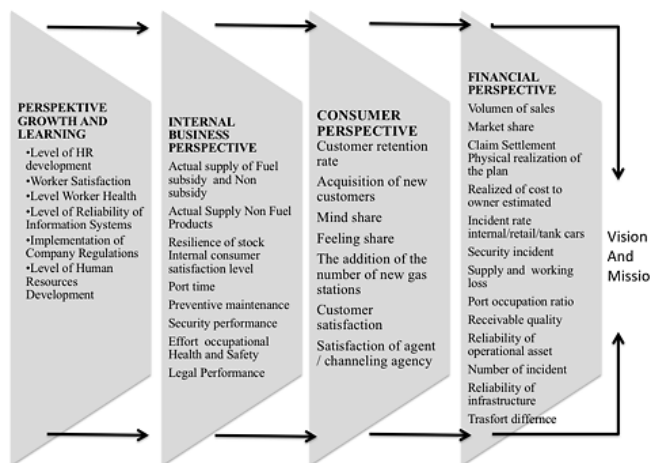 PERSPEKTIVE
GROWTH AND
LEARNING
•Level of HR
development
•Worker Satisfaction
•Level Worker Health
•Level of Reliability of
Information Systems
•Implementation of
Company Regulations
•Level of Human
Resources
Development
INTERNAL
BUSINESS
PERSPECTIVE
Actual supply of Fuel
subsidy and Non
subsidy
Actual Supply Non Fuel
Products
Resilience of stock
Internal consumer
satisfaction level
Port time
Preventive maintenance
Security performance
Effort occupational
Health and Safety
Legal Performance
CONSUMER
PERSPECTIVE
Customer retention
rate
Acquisition of new
customers
Mind share
Feeling share
The addition of the
number of new gas
stations
Customer
satisfaction
Satisfaction of agent
/ channeling agency
FINANCIAL
PERSPECTIVE
Volumen of sales
Market share
Claim Settlement
Physical realization of
the plan
Realized of cost to
owner estimated
Incident rate
internal/retail/tank cars
Security incident
Supply and working
loss
Port occupation ratio
Receivable quality
Reliability of
operational asset
Number of incident
Reliability of
infrastructure
Trasfort differnce
Vision
And
Missio